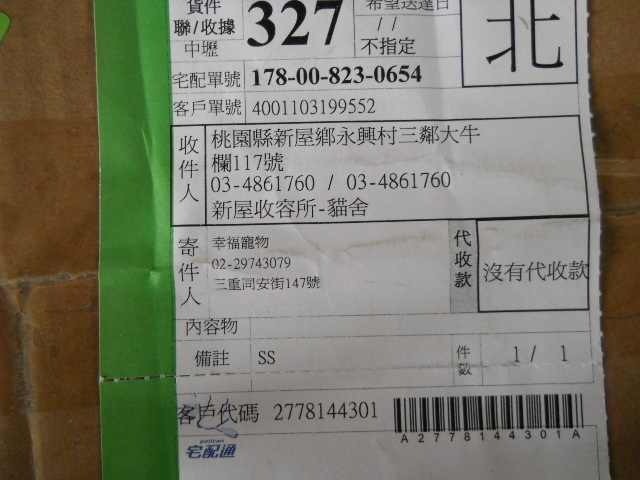 貨件
聯/收據
中壢
327
希望送達日
/ /
不指定
北
宅配單號 178-00-823-0654
客戶單號 4001103199552
收件人
桃園縣新屋鄉永興村三鄰大牛
欄117號
03-4861760 / 03-4861760
新屋收容所-貓舍
寄件人
幸福寵物
02-29743079
三重同安街147號
代收款
沒有代收款
內容物
備註 SS
件數 1 / 1
客戶代碼 2778144301
A2778144301A
pelican
宅配通